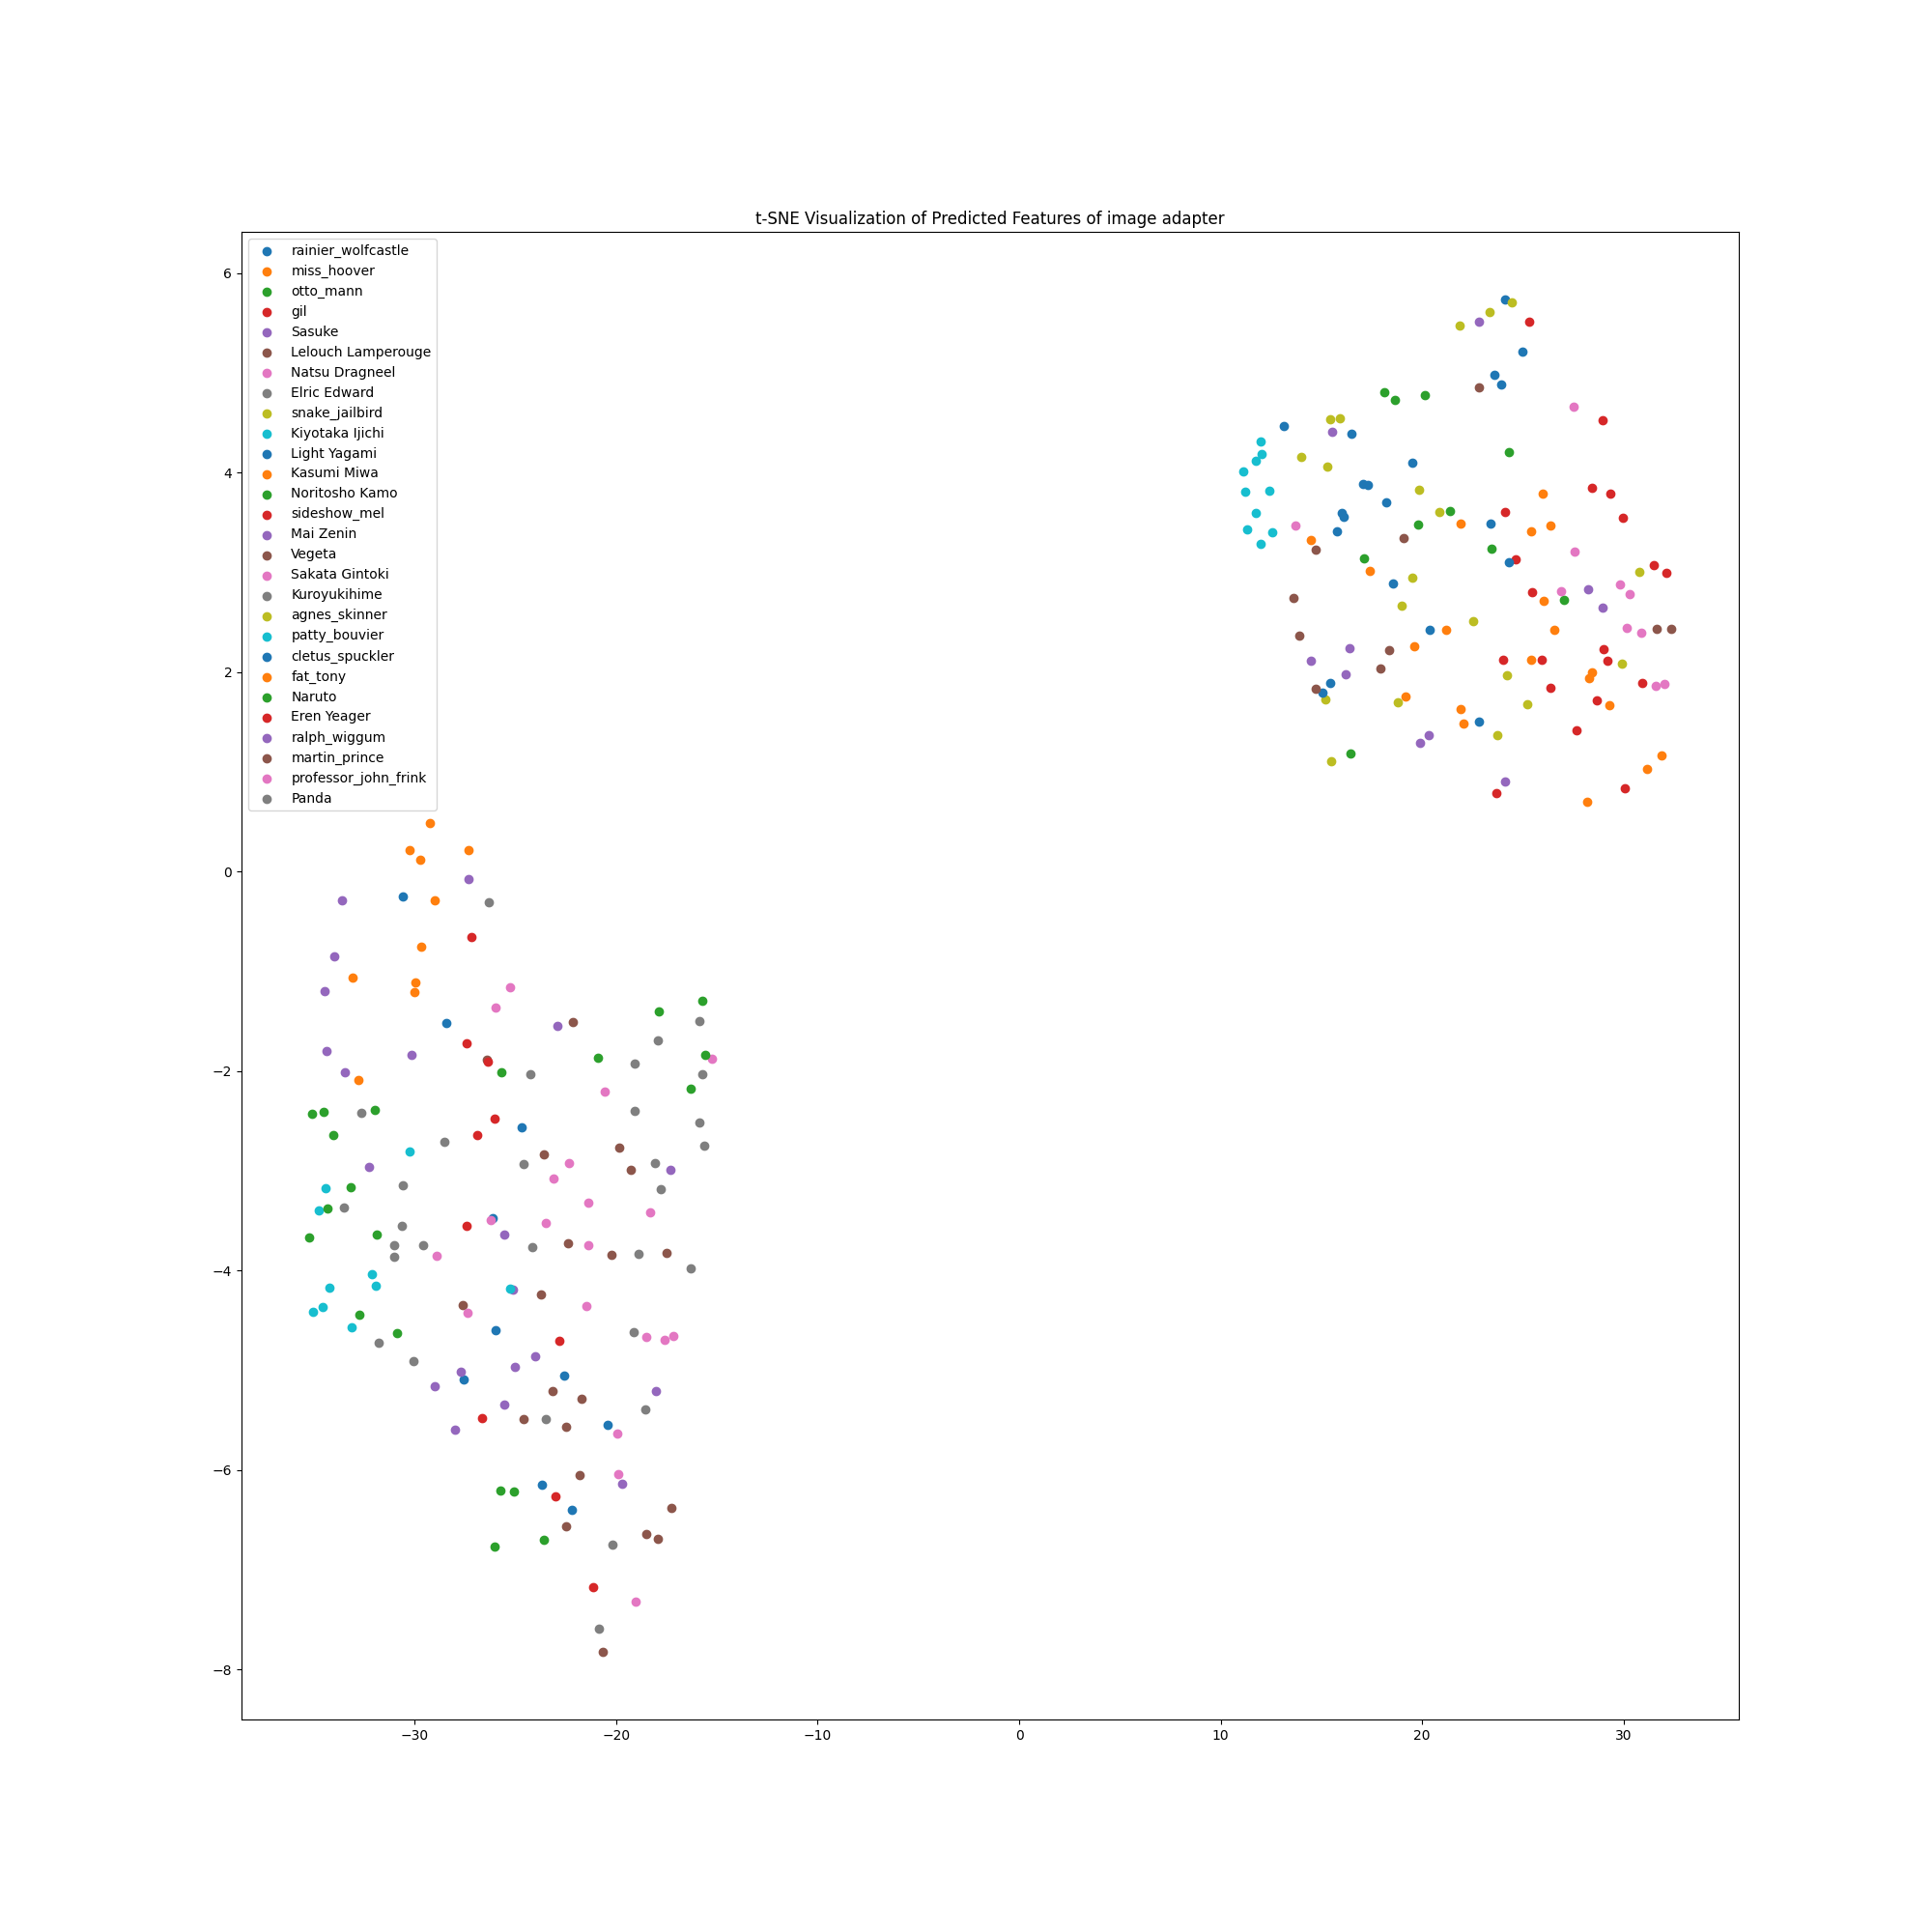 t-SNE Visualization of Predicted Features of image adapter
rainier_wolfcastle
miss_hoover
otto_mann
gil
Sasuke
Lelouch Lamperouge
Natsu Dragneel
Elric Edward
snake_jailbird
Kiyotaka Ijichi
Light Yagami
Kasumi Miwa
Noritosho Kamo
sideshow_mel
Mai Zenin
Vegeta
Sakata Gintoki
Kuroyukihime
agnes_skinner
patty_bouvier
cletus_spuckler
fat_tony
Naruto
Eren Yeager
ralph_wiggum
martin_prince
professor_john_frink
Panda
6
4
2
0
−2
−4
−6
−8
−30 −20 −10 0 10 20 30